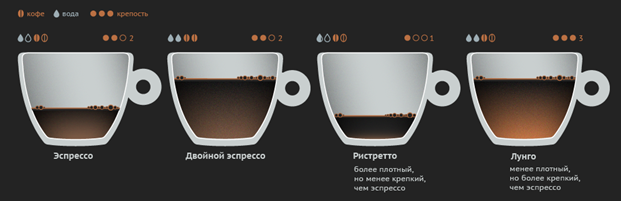 кофе вода крепость
2 2 1 3
Эспрессо Двойной эспрессо Ристретто Лунго
более плотный, менее плотный,
но менее крепкий, но более крепкий,
чем эспрессо чем эспрессо